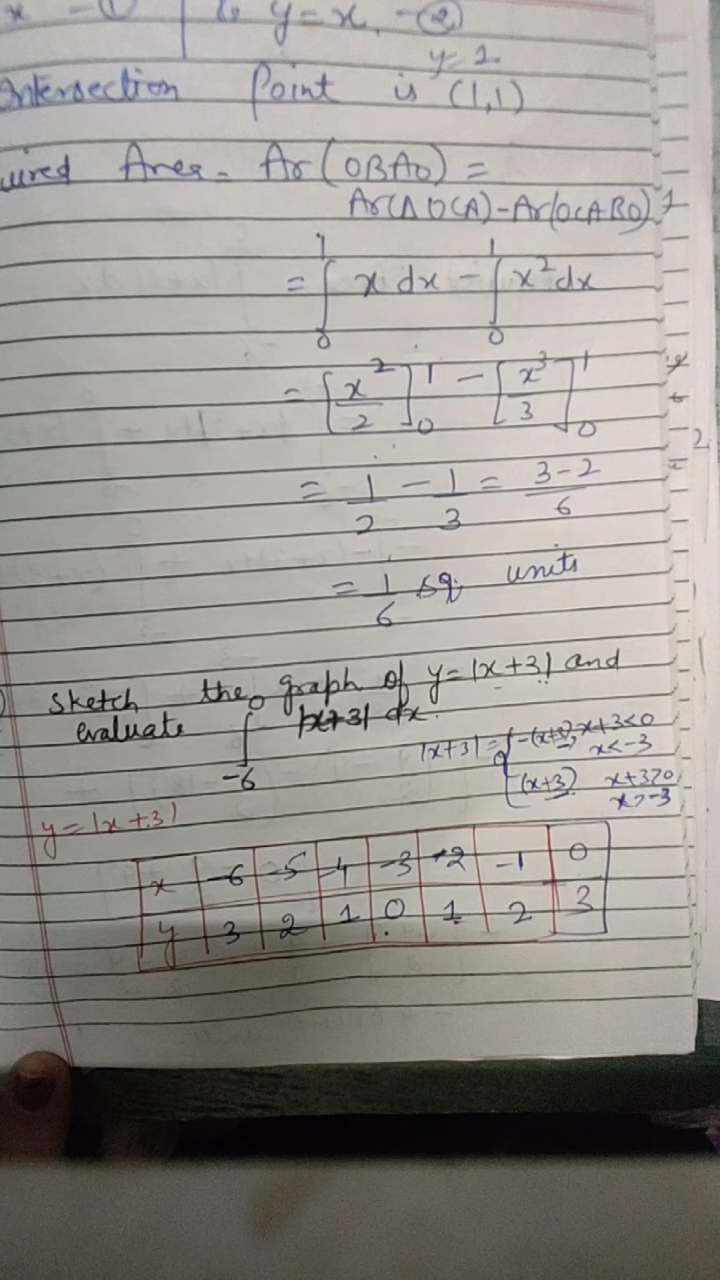 x - ① | y = x. - ②
y = 1.
Intersection Point is (1,1)
Area - Ar(OBAO) =
Ar(Δ OCA) - Ar(OCABO)
= ∫₀¹ x dx - ∫₀¹ x² dx
= [x²/2]₀¹ - [x³/3]₀¹
= 1/2 - 1/3 = 3-2/6
= 1/6 sq. units
Sketch the graph of y = |x+3| and
evaluate ∫₋₆⁰ |x+3| dx.
|x+3| = { -(x+3), x+3<0
x<-3
(x+3) x+3≥0
x≥-3
y = |x+3|
x -6 -5 -4 -3 -2 -1 0
y 3 2 1 0 1 2 3